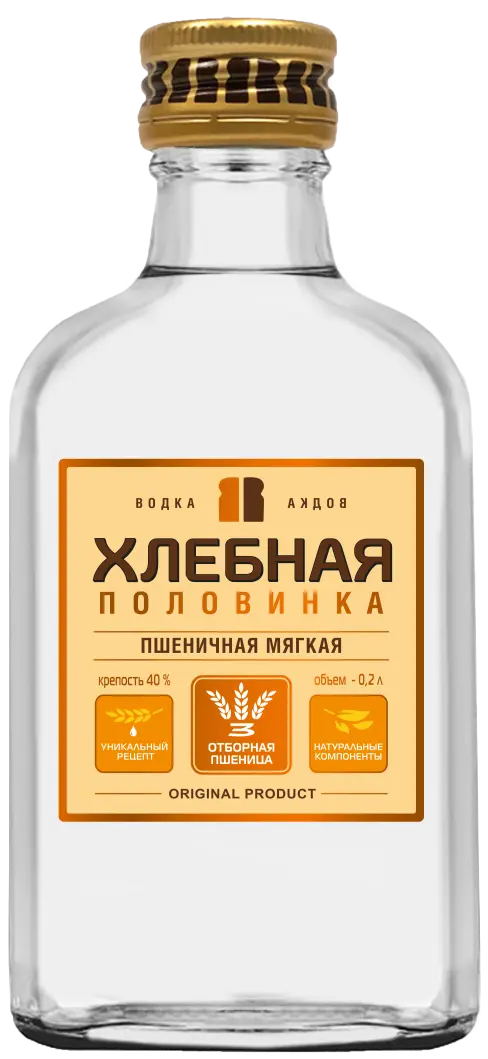 ВОДКА ВОДКА
ХЛЕБНАЯ
ПОЛОВИНКА
ПШЕНИЧНАЯ МЯГКАЯ
крепость 40 % объем - 0,2 л
УНИКАЛЬНЫЙ
РЕЦЕПТ
ОТБОРНАЯ
ПШЕНИЦА
НАТУРАЛЬНЫЕ
КОМПОНЕНТЫ
ORIGINAL PRODUCT